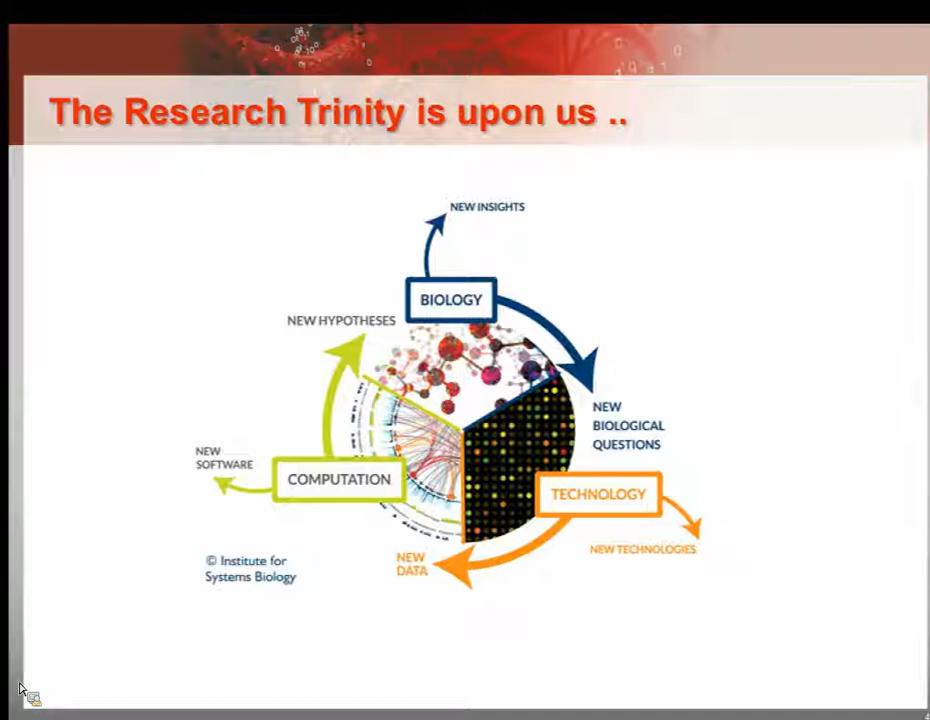 The Research Trinity is upon us ..
NEW INSIGHTS
BIOLOGY
NEW HYPOTHESES
NEW
BIOLOGICAL
QUESTIONS
NEW
SOFTWARE
COMPUTATION
TECHNOLOGY
NEW TECHNOLOGIES
NEW
DATA
© Institute for
Systems Biology